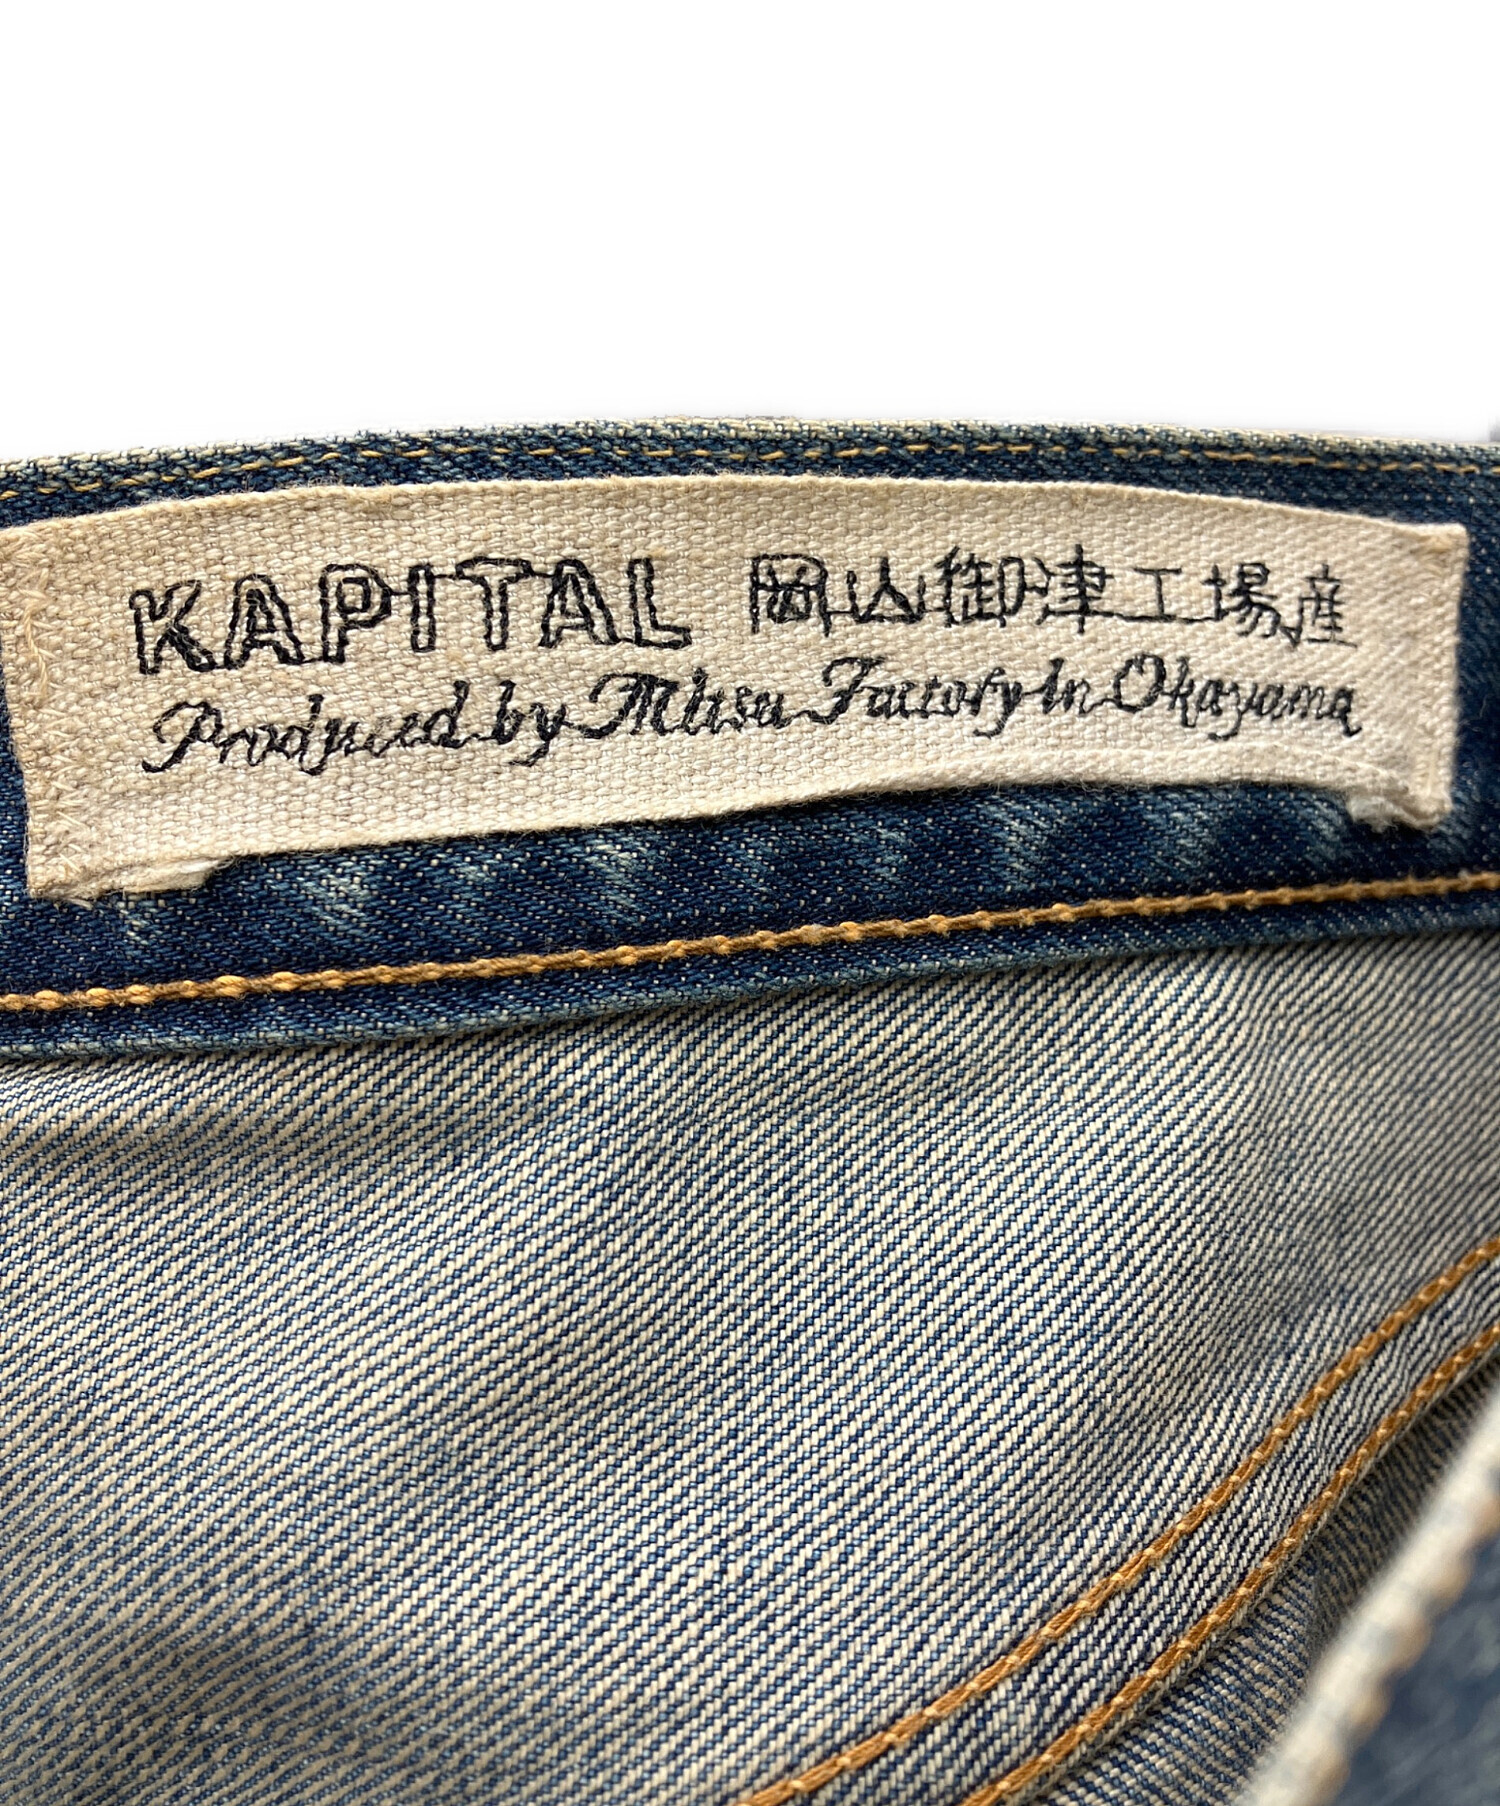 KAPITAL 岡山御津工場産
Produced by Mitsu Factory In Okayama